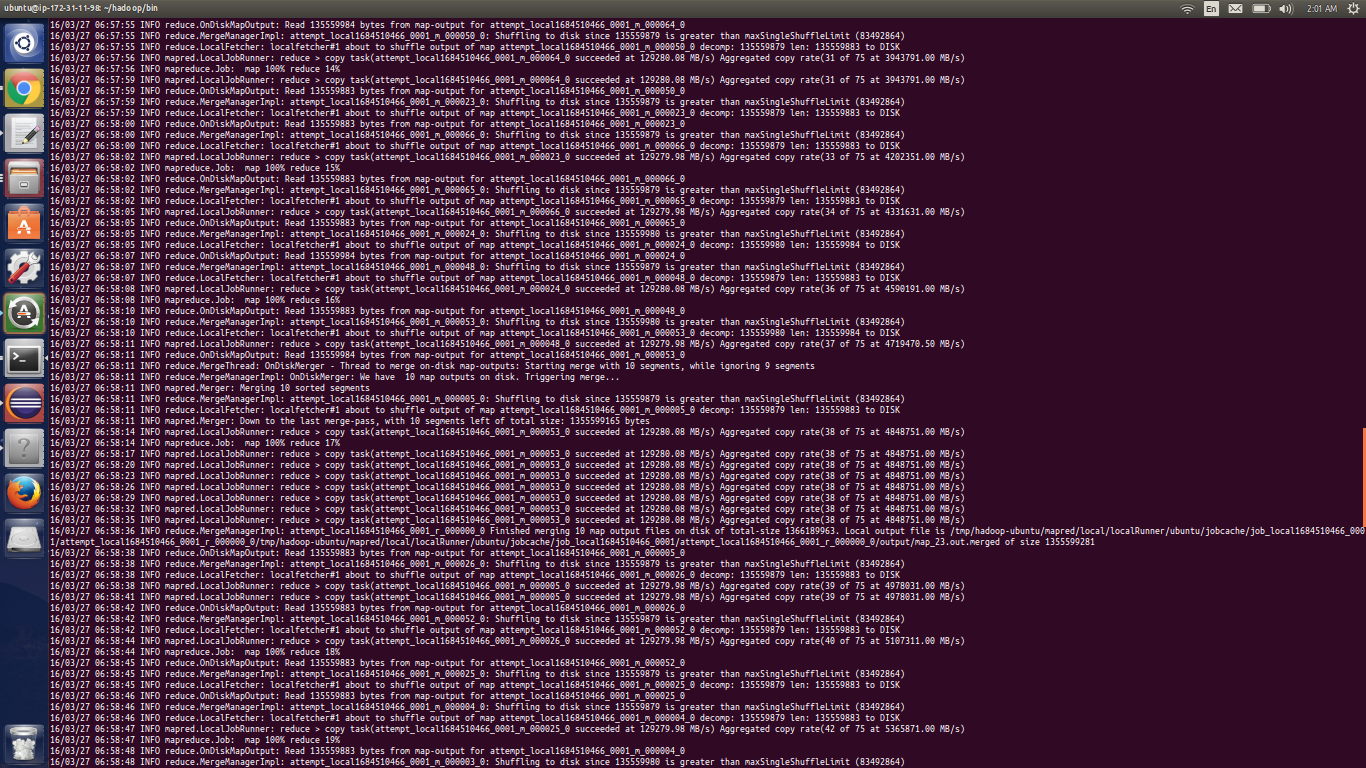 ubuntu@ip-172-31-11-98: ~/hadoop/bin
En
2:01 AM
16/03/27 06:57:55 INFO reduce.OnDiskMapOutput: Read 135559984 bytes from map-output for attempt_local1684510466_0001_m_000064_0
16/03/27 06:57:55 INFO reduce.MergeManagerImpl: attempt_local1684510466_0001_m_000050_0: Shuffling to disk since 135559879 is greater than maxSingleShuffleLimit (83492864)
16/03/27 06:57:55 INFO reduce.LocalFetcher: localfetcher#1 about to shuffle output of map attempt_local1684510466_0001_m_000050_0 decomp: 135559879 len: 135559883 to DISK
16/03/27 06:57:56 INFO mapred.LocalJobRunner: reduce > copy task(attempt_local1684510466_0001_m_000064_0 succeeded at 129280.08 MB/s) Aggregated copy rate(31 of 75 at 3943791.00 MB/s)
16/03/27 06:57:56 INFO mapreduce.Job:  map 100% reduce 14%
16/03/27 06:57:59 INFO mapred.LocalJobRunner: reduce > copy task(attempt_local1684510466_0001_m_000064_0 succeeded at 129280.08 MB/s) Aggregated copy rate(31 of 75 at 3943791.00 MB/s)
16/03/27 06:57:59 INFO reduce.OnDiskMapOutput: Read 135559883 bytes from map-output for attempt_local1684510466_0001_m_000050_0
16/03/27 06:57:59 INFO reduce.MergeManagerImpl: attempt_local1684510466_0001_m_000023_0: Shuffling to disk since 135559879 is greater than maxSingleShuffleLimit (83492864)
16/03/27 06:57:59 INFO reduce.LocalFetcher: localfetcher#1 about to shuffle output of map attempt_local1684510466_0001_m_000023_0 decomp: 135559879 len: 135559883 to DISK
16/03/27 06:58:00 INFO reduce.OnDiskMapOutput: Read 135559883 bytes from map-output for attempt_local1684510466_0001_m_000023_0
16/03/27 06:58:00 INFO reduce.MergeManagerImpl: attempt_local1684510466_0001_m_000066_0: Shuffling to disk since 135559879 is greater than maxSingleShuffleLimit (83492864)
16/03/27 06:58:00 INFO reduce.LocalFetcher: localfetcher#1 about to shuffle output of map attempt_local1684510466_0001_m_000066_0 decomp: 135559879 len: 135559883 to DISK
16/03/27 06:58:02 INFO mapred.LocalJobRunner: reduce > copy task(attempt_local1684510466_0001_m_000023_0 succeeded at 129279.98 MB/s) Aggregated copy rate(33 of 75 at 4202351.00 MB/s)
16/03/27 06:58:02 INFO mapreduce.Job:  map 100% reduce 15%
16/03/27 06:58:02 INFO reduce.OnDiskMapOutput: Read 135559883 bytes from map-output for attempt_local1684510466_0001_m_000066_0
16/03/27 06:58:02 INFO reduce.MergeManagerImpl: attempt_local1684510466_0001_m_000065_0: Shuffling to disk since 135559879 is greater than maxSingleShuffleLimit (83492864)
16/03/27 06:58:02 INFO reduce.LocalFetcher: localfetcher#1 about to shuffle output of map attempt_local1684510466_0001_m_000065_0 decomp: 135559879 len: 135559883 to DISK
16/03/27 06:58:05 INFO mapred.LocalJobRunner: reduce > copy task(attempt_local1684510466_0001_m_000066_0 succeeded at 129279.98 MB/s) Aggregated copy rate(34 of 75 at 4331631.00 MB/s)
16/03/27 06:58:05 INFO reduce.OnDiskMapOutput: Read 135559883 bytes from map-output for attempt_local1684510466_0001_m_000065_0
16/03/27 06:58:05 INFO reduce.MergeManagerImpl: attempt_local1684510466_0001_m_000024_0: Shuffling to disk since 135559980 is greater than maxSingleShuffleLimit (83492864)
16/03/27 06:58:05 INFO reduce.LocalFetcher: localfetcher#1 about to shuffle output of map attempt_local1684510466_0001_m_000024_0 decomp: 135559980 len: 135559984 to DISK
16/03/27 06:58:07 INFO reduce.OnDiskMapOutput: Read 135559984 bytes from map-output for attempt_local1684510466_0001_m_000024_0
16/03/27 06:58:07 INFO reduce.MergeManagerImpl: attempt_local1684510466_0001_m_000048_0: Shuffling to disk since 135559879 is greater than maxSingleShuffleLimit (83492864)
16/03/27 06:58:07 INFO reduce.LocalFetcher: localfetcher#1 about to shuffle output of map attempt_local1684510466_0001_m_000048_0 decomp: 135559879 len: 135559883 to DISK
16/03/27 06:58:08 INFO mapred.LocalJobRunner: reduce > copy task(attempt_local1684510466_0001_m_000024_0 succeeded at 129280.08 MB/s) Aggregated copy rate(36 of 75 at 4590191.00 MB/s)
16/03/27 06:58:08 INFO mapreduce.Job:  map 100% reduce 16%
16/03/27 06:58:10 INFO reduce.OnDiskMapOutput: Read 135559883 bytes from map-output for attempt_local1684510466_0001_m_000048_0
16/03/27 06:58:10 INFO reduce.MergeManagerImpl: attempt_local1684510466_0001_m_000053_0: Shuffling to disk since 135559980 is greater than maxSingleShuffleLimit (83492864)
16/03/27 06:58:10 INFO reduce.LocalFetcher: localfetcher#1 about to shuffle output of map attempt_local1684510466_0001_m_000053_0 decomp: 135559980 len: 135559984 to DISK
16/03/27 06:58:11 INFO mapred.LocalJobRunner: reduce > copy task(attempt_local1684510466_0001_m_000048_0 succeeded at 129279.98 MB/s) Aggregated copy rate(37 of 75 at 4719470.50 MB/s)
16/03/27 06:58:11 INFO reduce.OnDiskMapOutput: Read 135559984 bytes from map-output for attempt_local1684510466_0001_m_000053_0
16/03/27 06:58:11 INFO reduce.MergeThread: OnDiskMerger - Thread to merge on-disk map-outputs: Starting merge with 10 segments, while ignoring 9 segments
16/03/27 06:58:11 INFO reduce.MergeManagerImpl: OnDiskMerger: We have  10 map outputs on disk. Triggering merge...
16/03/27 06:58:11 INFO mapred.Merger: Merging 10 sorted segments
16/03/27 06:58:11 INFO reduce.MergeManagerImpl: attempt_local1684510466_0001_m_000005_0: Shuffling to disk since 135559879 is greater than maxSingleShuffleLimit (83492864)
16/03/27 06:58:11 INFO reduce.LocalFetcher: localfetcher#1 about to shuffle output of map attempt_local1684510466_0001_m_000005_0 decomp: 135559879 len: 135559883 to DISK
16/03/27 06:58:11 INFO mapred.Merger: Down to the last merge-pass, with 10 segments left of total size: 1355599165 bytes
16/03/27 06:58:14 INFO mapred.LocalJobRunner: reduce > copy task(attempt_local1684510466_0001_m_000053_0 succeeded at 129280.08 MB/s) Aggregated copy rate(38 of 75 at 4848751.00 MB/s)
16/03/27 06:58:14 INFO mapreduce.Job:  map 100% reduce 17%
16/03/27 06:58:17 INFO mapred.LocalJobRunner: reduce > copy task(attempt_local1684510466_0001_m_000053_0 succeeded at 129280.08 MB/s) Aggregated copy rate(38 of 75 at 4848751.00 MB/s)
16/03/27 06:58:20 INFO mapred.LocalJobRunner: reduce > copy task(attempt_local1684510466_0001_m_000053_0 succeeded at 129280.08 MB/s) Aggregated copy rate(38 of 75 at 4848751.00 MB/s)
16/03/27 06:58:23 INFO mapred.LocalJobRunner: reduce > copy task(attempt_local1684510466_0001_m_000053_0 succeeded at 129280.08 MB/s) Aggregated copy rate(38 of 75 at 4848751.00 MB/s)
16/03/27 06:58:26 INFO mapred.LocalJobRunner: reduce > copy task(attempt_local1684510466_0001_m_000053_0 succeeded at 129280.08 MB/s) Aggregated copy rate(38 of 75 at 4848751.00 MB/s)
16/03/27 06:58:29 INFO mapred.LocalJobRunner: reduce > copy task(attempt_local1684510466_0001_m_000053_0 succeeded at 129280.08 MB/s) Aggregated copy rate(38 of 75 at 4848751.00 MB/s)
16/03/27 06:58:32 INFO mapred.LocalJobRunner: reduce > copy task(attempt_local1684510466_0001_m_000053_0 succeeded at 129280.08 MB/s) Aggregated copy rate(38 of 75 at 4848751.00 MB/s)
16/03/27 06:58:35 INFO mapred.LocalJobRunner: reduce > copy task(attempt_local1684510466_0001_m_000053_0 succeeded at 129280.08 MB/s) Aggregated copy rate(38 of 75 at 4848751.00 MB/s)
16/03/27 06:58:36 INFO reduce.MergeManagerImpl: attempt_local1684510466_0001_r_000000_0 Finished merging 10 map output files on disk of total-size 1366189963. Local output file is /tmp/hadoop-ubuntu/mapred/local/localRunner/ubuntu/jobcache/job_local1684510466_000
1/attempt_local1684510466_0001_r_000000_0/tmp/hadoop-ubuntu/mapred/local/localRunner/ubuntu/jobcache/job_local1684510466_0001/attempt_local1684510466_0001_r_000000_0/output/map_23.out.merged of size 1355599281
16/03/27 06:58:38 INFO reduce.OnDiskMapOutput: Read 135559883 bytes from map-output for attempt_local1684510466_0001_m_000005_0
16/03/27 06:58:38 INFO reduce.MergeManagerImpl: attempt_local1684510466_0001_m_000026_0: Shuffling to disk since 135559879 is greater than maxSingleShuffleLimit (83492864)
16/03/27 06:58:38 INFO reduce.LocalFetcher: localfetcher#1 about to shuffle output of map attempt_local1684510466_0001_m_000026_0 decomp: 135559879 len: 135559883 to DISK
16/03/27 06:58:38 INFO mapred.LocalJobRunner: reduce > copy task(attempt_local1684510466_0001_m_000005_0 succeeded at 129279.98 MB/s) Aggregated copy rate(39 of 75 at 4978031.00 MB/s)
16/03/27 06:58:41 INFO mapred.LocalJobRunner: reduce > copy task(attempt_local1684510466_0001_m_000005_0 succeeded at 129279.98 MB/s) Aggregated copy rate(39 of 75 at 4978031.00 MB/s)
16/03/27 06:58:42 INFO reduce.OnDiskMapOutput: Read 135559883 bytes from map-output for attempt_local1684510466_0001_m_000026_0
16/03/27 06:58:42 INFO reduce.MergeManagerImpl: attempt_local1684510466_0001_m_000052_0: Shuffling to disk since 135559879 is greater than maxSingleShuffleLimit (83492864)
16/03/27 06:58:42 INFO reduce.LocalFetcher: localfetcher#1 about to shuffle output of map attempt_local1684510466_0001_m_000052_0 decomp: 135559879 len: 135559883 to DISK
16/03/27 06:58:44 INFO mapred.LocalJobRunner: reduce > copy task(attempt_local1684510466_0001_m_000026_0 succeeded at 129279.98 MB/s) Aggregated copy rate(40 of 75 at 5107311.00 MB/s)
16/03/27 06:58:44 INFO mapreduce.Job:  map 100% reduce 18%
16/03/27 06:58:45 INFO reduce.OnDiskMapOutput: Read 135559883 bytes from map-output for attempt_local1684510466_0001_m_000052_0
16/03/27 06:58:45 INFO reduce.MergeManagerImpl: attempt_local1684510466_0001_m_000025_0: Shuffling to disk since 135559879 is greater than maxSingleShuffleLimit (83492864)
16/03/27 06:58:45 INFO reduce.LocalFetcher: localfetcher#1 about to shuffle output of map attempt_local1684510466_0001_m_000025_0 decomp: 135559879 len: 135559883 to DISK
16/03/27 06:58:46 INFO reduce.OnDiskMapOutput: Read 135559883 bytes from map-output for attempt_local1684510466_0001_m_000025_0
16/03/27 06:58:46 INFO reduce.MergeManagerImpl: attempt_local1684510466_0001_m_000004_0: Shuffling to disk since 135559879 is greater than maxSingleShuffleLimit (83492864)
16/03/27 06:58:46 INFO reduce.LocalFetcher: localfetcher#1 about to shuffle output of map attempt_local1684510466_0001_m_000004_0 decomp: 135559879 len: 135559883 to DISK
16/03/27 06:58:47 INFO mapred.LocalJobRunner: reduce > copy task(attempt_local1684510466_0001_m_000025_0 succeeded at 129279.98 MB/s) Aggregated copy rate(42 of 75 at 5365871.00 MB/s)
16/03/27 06:58:47 INFO mapreduce.Job:  map 100% reduce 19%
16/03/27 06:58:48 INFO reduce.OnDiskMapOutput: Read 135559883 bytes from map-output for attempt_local1684510466_0001_m_000004_0
16/03/27 06:58:48 INFO reduce.MergeManagerImpl: attempt_local1684510466_0001_m_000003_0: Shuffling to disk since 135559980 is greater than maxSingleShuffleLimit (83492864)